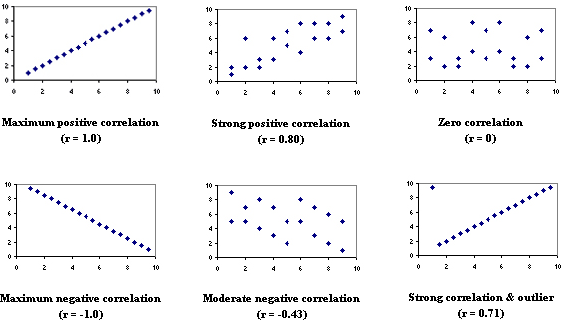 10
8
6
4
2
0
0 2 4 6 8 10
Maximum positive correlation
(r = 1.0)
10
8
6
4
2
0
0 2 4 6 8 10
Strong positive correlation
(r = 0.80)
10
8
6
4
2
0
0 2 4 6 8 10
Zero correlation
(r = 0)
10
8
6
4
2
0
0 2 4 6 8 10
Maximum negative correlation
(r = -1.0)
10
8
6
4
2
0
0 2 4 6 8 10
Moderate negative correlation
(r = -0.43)
10
8
6
4
2
0
0 2 4 6 8 10
Strong correlation & outlier
(r = 0.71)